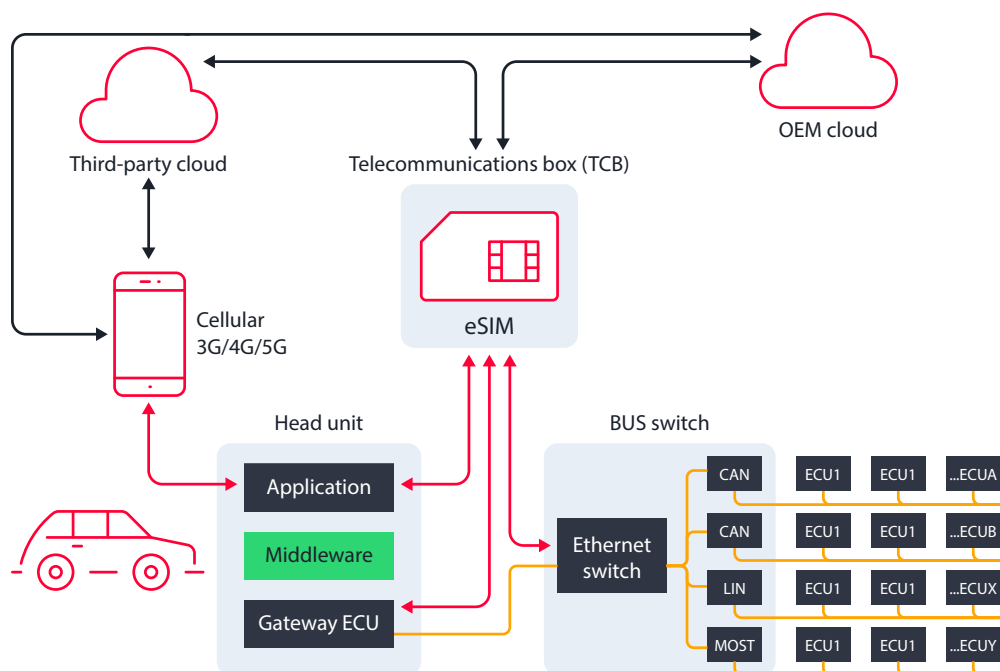 OEM cloud
Third-party cloud
Telecommunications box (TCB)
eSIM
Cellular
3G/4G/5G
Head unit
BUS switch
Application
Middleware
Gateway ECU
Ethernet
switch
CAN
ECU1
ECU1
...ECUA
CAN
ECU1
ECU1
...ECUB
LIN
ECU1
ECU1
...ECUX
MOST
ECU1
ECU1
...ECUY